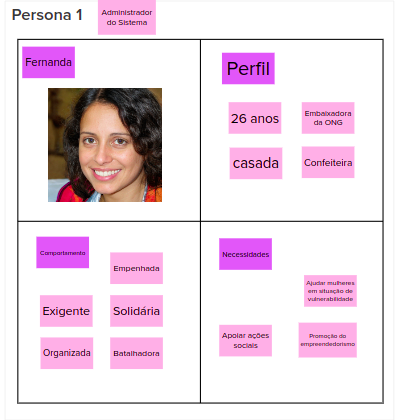 Persona 1
Administrador
do Sistema
Fernanda
Perfil
26 anos
Embaixadora
da ONG
casada
Confeiteira
Comportamento
Empenhada
Exigente
Solidária
Organizada
Batalhadora
Necessidades
Ajudar mulheres
em situação de
vulnerabilidade
Apoiar ações
sociais
Promoção do
empreendedorismo